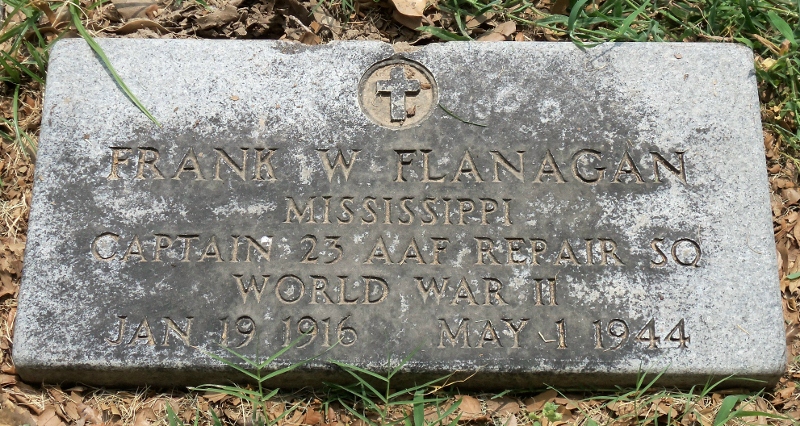 FRANK W FLANAGAN
MISSISSIPPI
CAPTAIN 23 AAF REPAIR SQ
WORLD WAR II
JAN 19 1916 MAY 1 1944